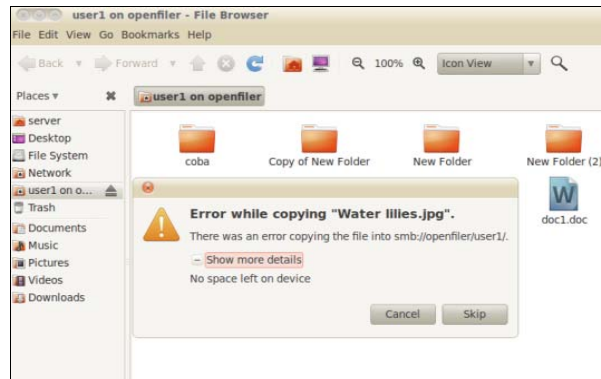 user1 on openfiler - File Browser
File Edit View Go Bookmarks Help
Back Forward 100% Icon View
Places user1 on openfiler
server
Desktop
File System
Network
user1 on o...
Trash
Documents
Music
Pictures
Videos
Downloads
coba Copy of New Folder New Folder New Folder (2)
W
doc1.doc
Error while copying "Water lilies.jpg".
There was an error copying the file into smb://openfiler/user1/.
Show more details
No space left on device
Cancel Skip